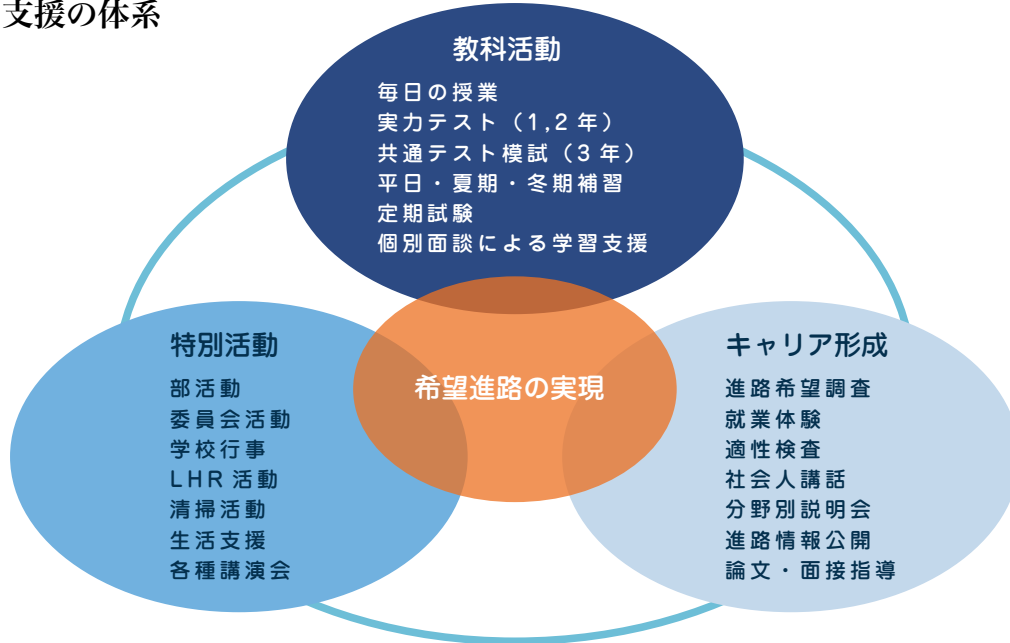 支援の体系
教科活動
毎日の授業
実力テスト（1,2 年）
共通テスト模試（3 年）
平日・夏期・冬期補習
定期試験
個別面談による学習支援
希望進路の実現
特別活動
部活動
委員会活動
学校行事
LHR 活動
清掃活動
生活支援
各種講演会
キャリア形成
進路希望調査
就業体験
適性検査
社会人講話
分野別説明会
進路情報公開
論文・面接指導